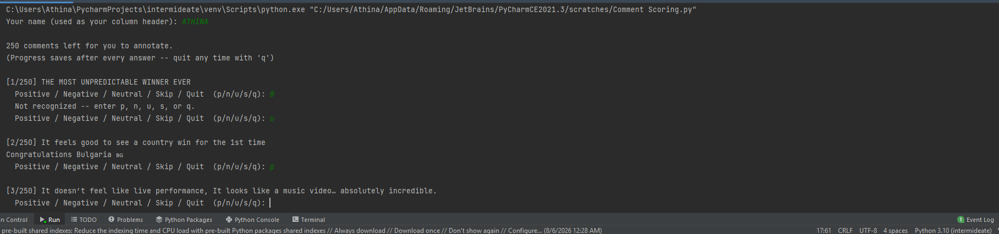 C:\Users\Athina\PycharmProjects\intermideate\venv\Scripts\python.exe "C:/Users/Athina/AppData/Roaming/JetBrains/PyCharmCE2021.3/scratches/Comment Scoring.py"
Your name (used as your column header): ATHINA
250 comments left for you to annotate.
(Progress saves after every answer -- quit any time with 'q')
[1/250] THE MOST UNPREDICTABLE WINNER EVER
Positive / Negative / Neutral / Skip / Quit  (p/n/u/s/q): 0
Not recognized -- enter p, n, u, s, or q.
Positive / Negative / Neutral / Skip / Quit  (p/n/u/s/q): u
[2/250] It feels good to see a country win for the 1st time
Congratulations Bulgaria BG
Positive / Negative / Neutral / Skip / Quit  (p/n/u/s/q): p
[3/250] It doesn‘t feel like live performance, It looks like a music video… absolutely incredible.
Positive / Negative / Neutral / Skip / Quit  (p/n/u/s/q):
n Control Run TODO Problems Python Packages Python Console Terminal 1 Event Log
pre-built shared indexes: Reduce the indexing time and CPU load with pre-built Python packages shared indexes // Always download // Download once // Don't show again // Configure... (8/6/2026 12:28 AM) 17:61 CRLF UTF-8 4 spaces Python 3.10 (intermideate)